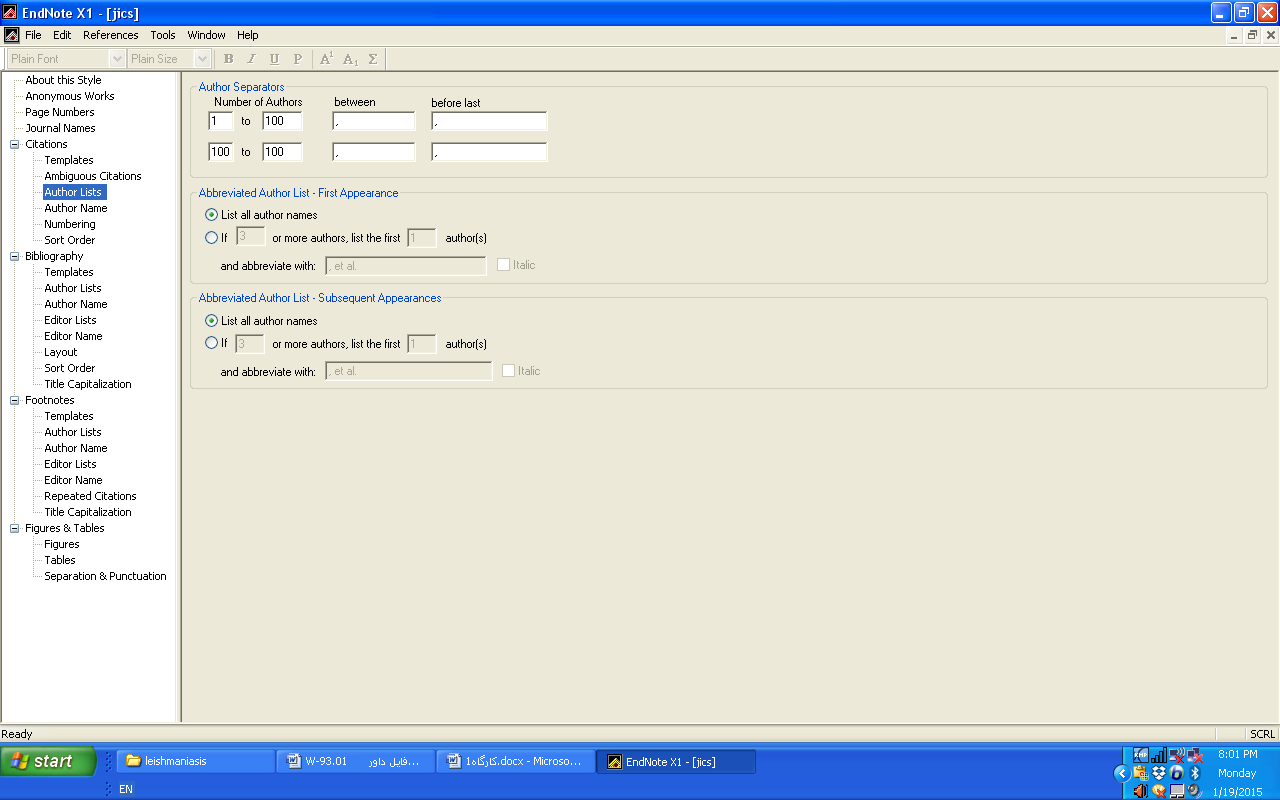 EndNote X1 - [jics]
File Edit References Tools Window Help
Plain Font Plain Size B I U P A¹ A₁ Σ
About this Style
Anonymous Works
Page Numbers
Journal Names
Citations
Templates
Ambiguous Citations
Author Lists
Author Name
Numbering
Sort Order
Bibliography
Templates
Author Lists
Author Name
Editor Lists
Editor Name
Layout
Sort Order
Title Capitalization
Footnotes
Templates
Author Lists
Author Name
Editor Lists
Editor Name
Repeated Citations
Title Capitalization
Figures & Tables
Figures
Tables
Separation & Punctuation
Author Separators
Number of Authors between before last
1 to 100 , ,
100 to 100 , ,
Abbreviated Author List - First Appearance
List all author names
If 3 or more authors, list the first 1 author(s)
and abbreviate with: , et al. Italic
Abbreviated Author List - Subsequent Appearances
List all author names
If 3 or more authors, list the first 1 author(s)
and abbreviate with: , et al. Italic
Ready SCRL
start leishmaniasis W-93.01 فایل داور... کارگاه1.docx - Microso... EndNote X1 - [jics]
EN
8:01 PM
Monday
1/19/2015